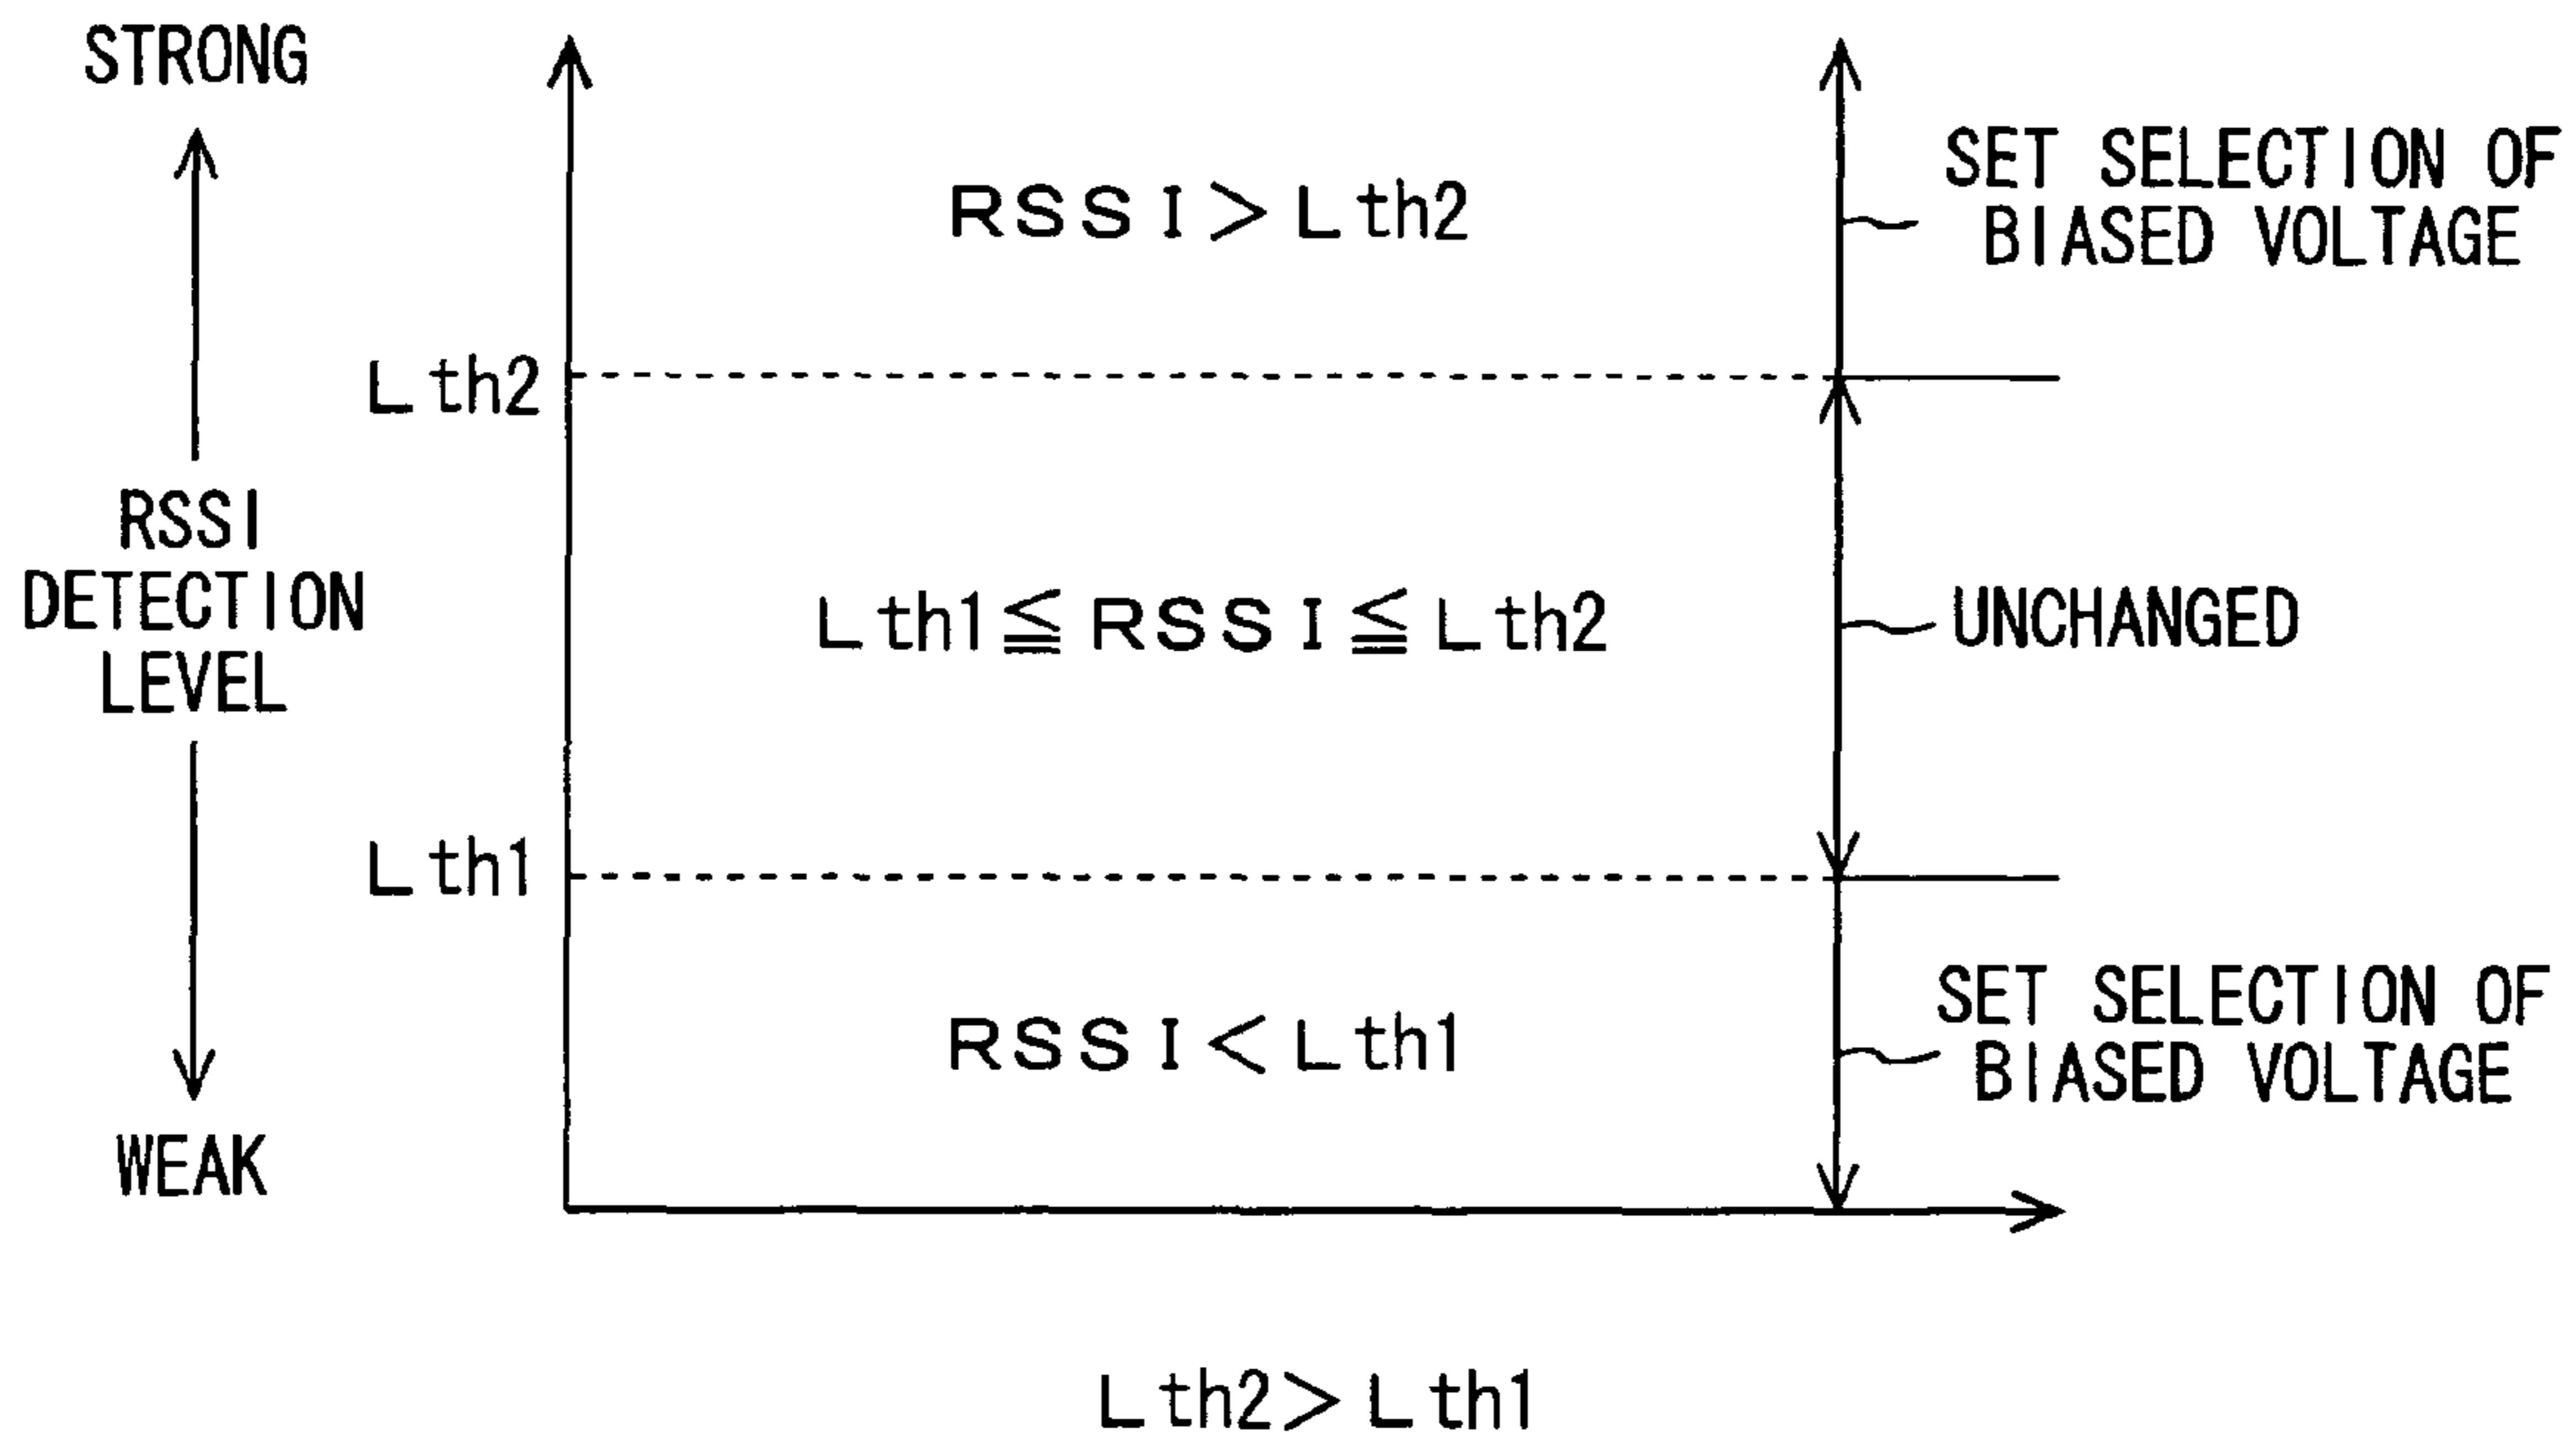 STRONG
RSSI
DETECTION
LEVEL
WEAK
Lth2
Lth1
RSSI>Lth2
Lth1≦RSSI≦Lth2
RSSI<Lth1
SET SELECTION OF
BIASED VOLTAGE
UNCHANGED
SET SELECTION OF
BIASED VOLTAGE
Lth2>Lth1